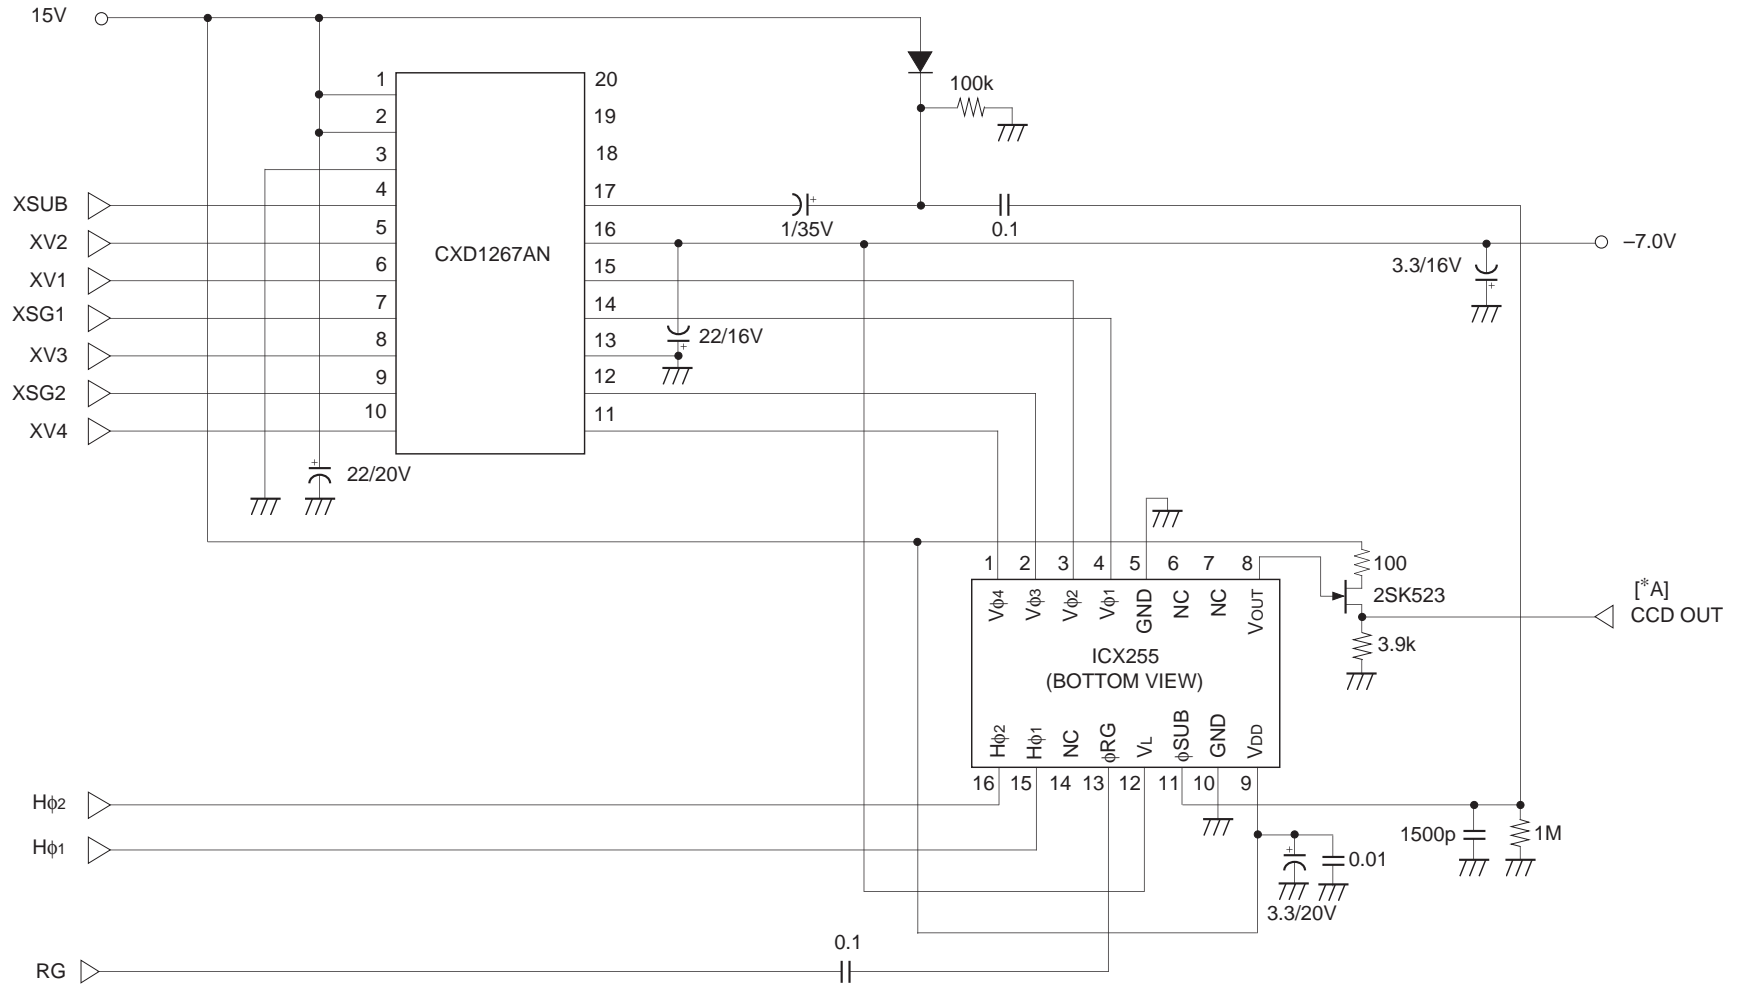 15V
1
2
3
4
5
6
7
8
9
10
20
19
18
17
16
15
14
13
12
11
CXD1267AN
XSUB
XV2
XV1
XSG1
XV3
XSG2
XV4
100k
+
1/35V
0.1
–7.0V
3.3/16V
+
22/16V
+
+
22/20V
1 2 3 4 5 6 7 8
Vϕ4 Vϕ3 Vϕ2 Vϕ1 GND NC NC VOUT
ICX255
(BOTTOM VIEW)
Hϕ2 Hϕ1 NC ϕRG VL ϕSUB GND VDD
16 15 14 13 12 11 10 9
100
2SK523
3.9k
[*A]
CCD OUT
Hϕ2
Hϕ1
1500p
1M
+
0.01
3.3/20V
0.1
RG